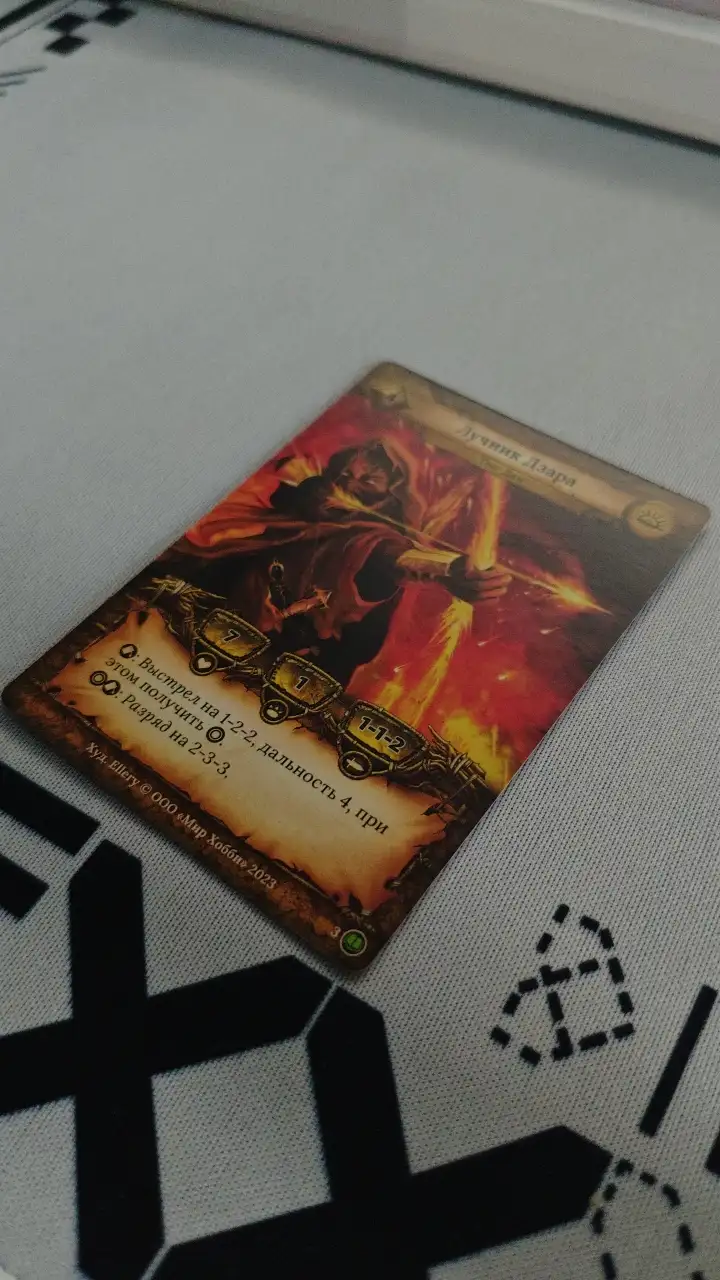 Лучник Дзара
7
1
1-1-2
: Выстрел на 1-2-2, дальность 4, при
этом получить .
: Разряд на 2-3-3.
Худ. Ellery © ООО «Мир Хобби» 2023
3